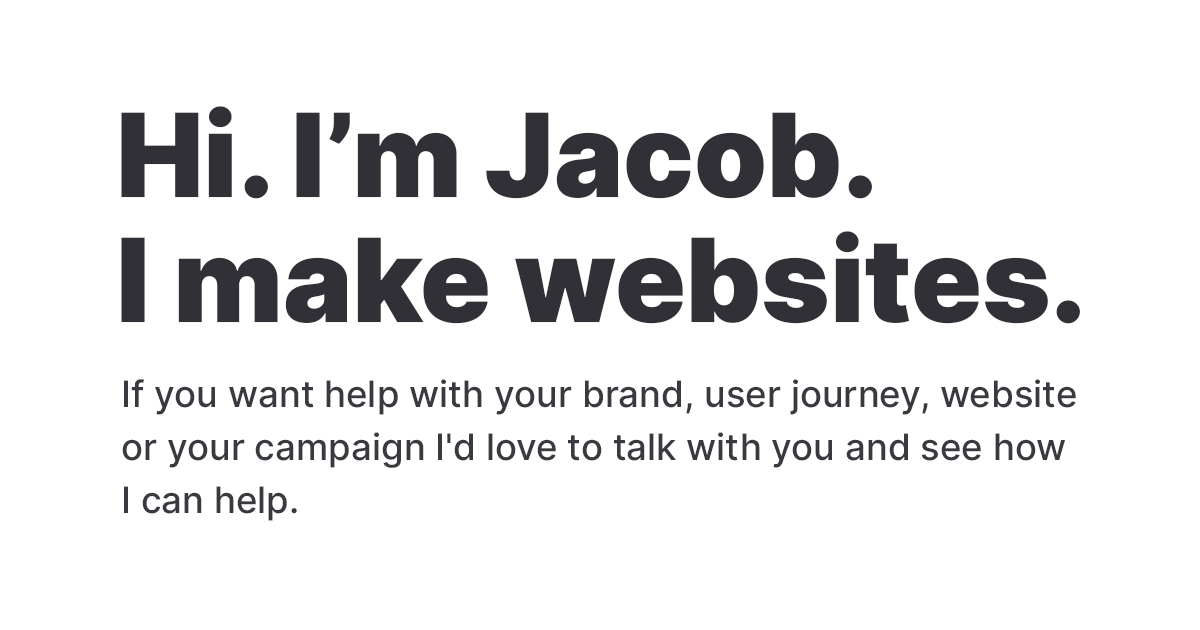 Hi. I’m Jacob.
I make websites.
If you want help with your brand, user journey, website
or your campaign I'd love to talk with you and see how
I can help.